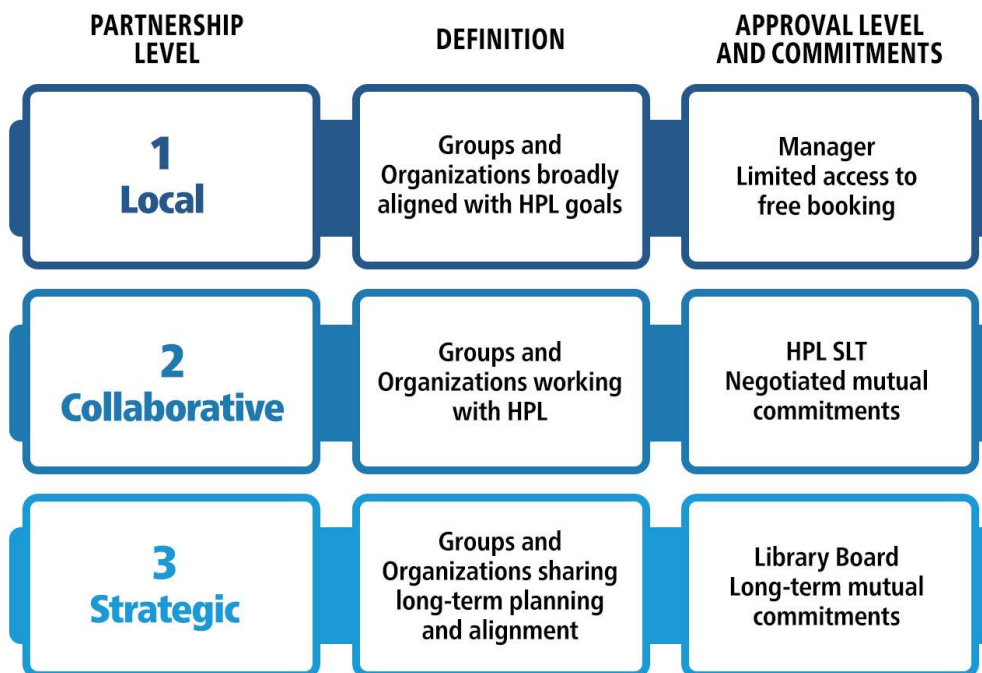 PARTNERSHIP
LEVEL
DEFINITION
APPROVAL LEVEL
AND COMMITMENTS
1
Local
Groups and
Organizations broadly
aligned with HPL goals
Manager
Limited access to
free booking
2
Collaborative
Groups and
Organizations working
with HPL
HPL SLT
Negotiated mutual
commitments
3
Strategic
Groups and
Organizations sharing
long-term planning
and alignment
Library Board
Long-term mutual
commitments